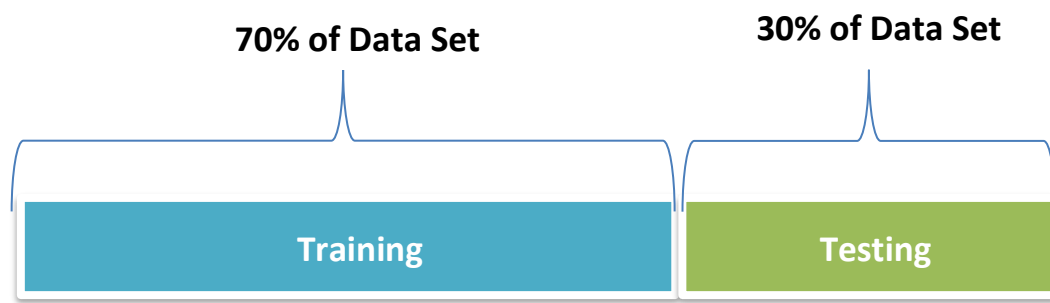 70% of Data Set
30% of Data Set
Training
Testing